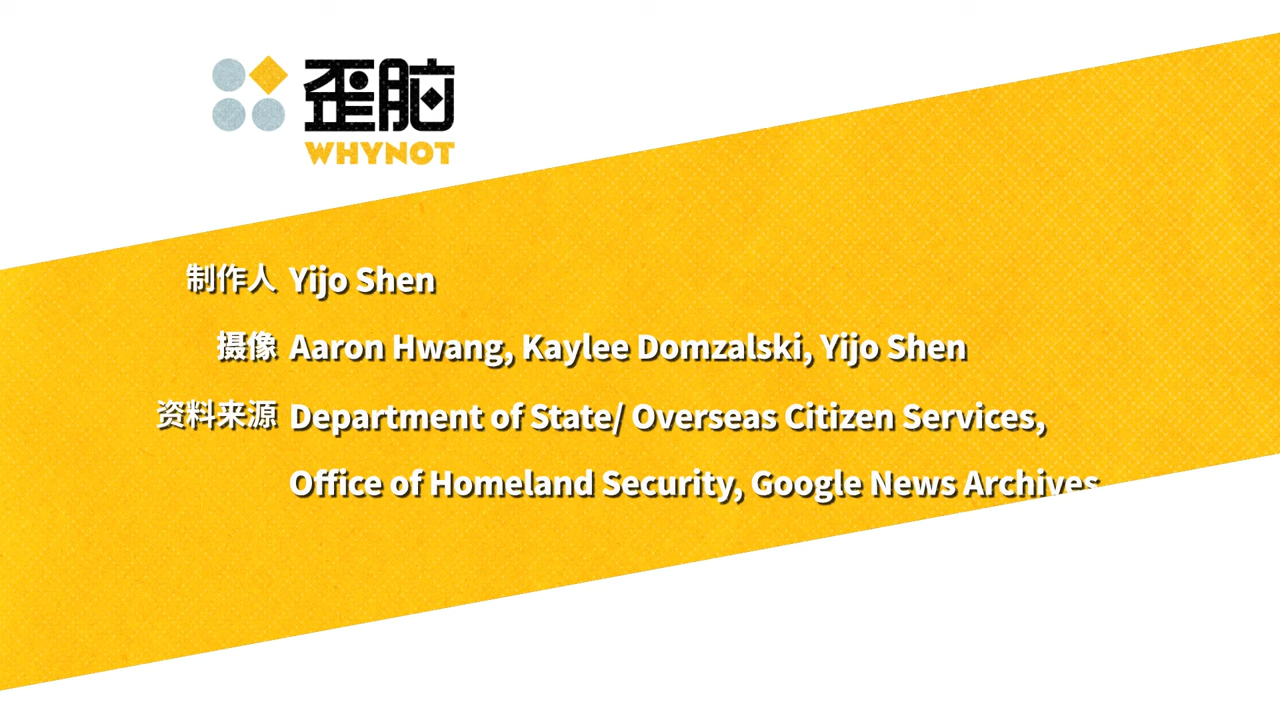 歪脑
WHYNOT
制作人 Yijo Shen
摄像 Aaron Hwang, Kaylee Domzalski, Yijo Shen
资料来源 Department of State/ Overseas Citizen Services,
Office of Homeland Security, Google News Archives